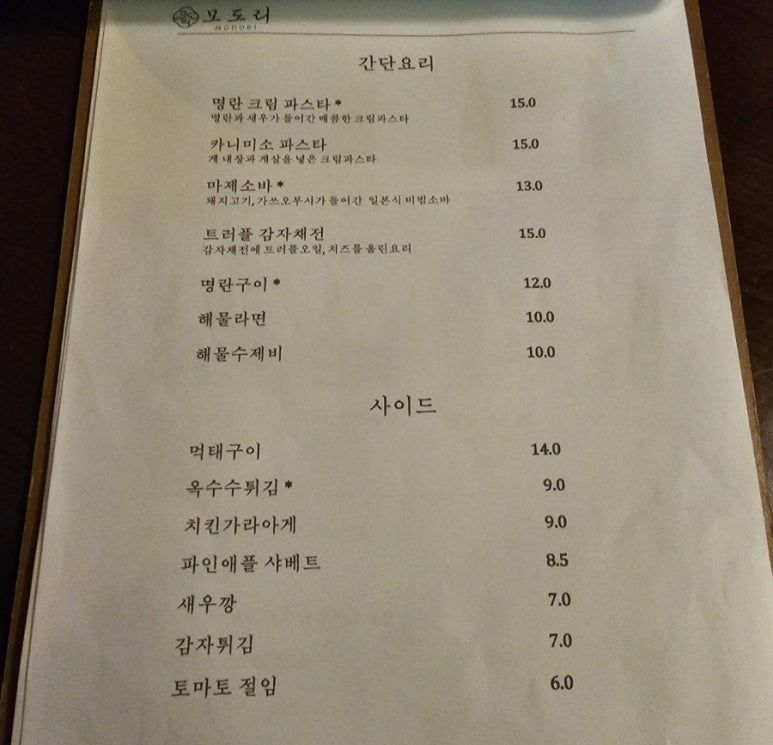 모도리
MODORI
간단요리
명란 크림 파스타* 15.0
명란과 새우가 들어간 매콤한 크림파스타
카니미소 파스타 15.0
게 내장과 게살을 넣은 크림파스타
마제소바* 13.0
돼지고기, 가쓰오부시가 들어간 일본식 비빔소바
트러플 감자채전 15.0
감자채전에 트러플오일, 치즈를 올린요리
명란구이* 12.0
해물라면 10.0
해물수제비 10.0
사이드
먹태구이 14.0
옥수수튀김* 9.0
치킨가라아게 9.0
파인애플 샤베트 8.5
새우깡 7.0
감자튀김 7.0
토마토 절임 6.0